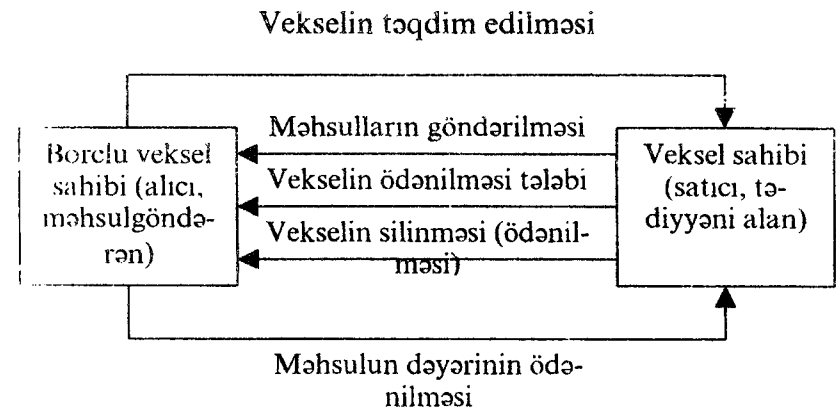 Vekselin təqdim edilməsi
Borclu veksel
sahibi (alıcı,
məhsulgöndə-
rən)
Məhsulların göndərilməsi
Vekselin ödənilməsi tələbi
Vekselin silinməsi (ödənil-
məsi)
Veksel sahibi
(satıcı, tə-
diyyəni alan)
Məhsulun dəyərinin ödə-
nilməsi